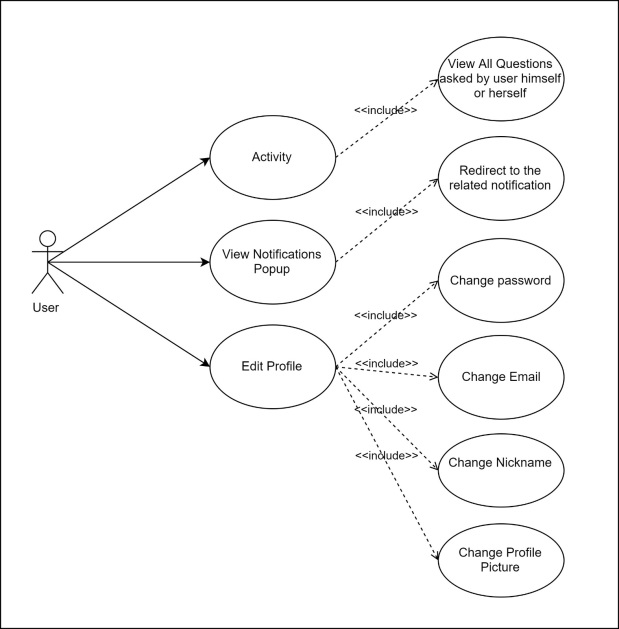 View All Questions
asked by user himself
or herself
<<include>>
Activity
Redirect to the
related notification
<<include>>
View Notifications
Popup
User
Change password
<<include>>
Edit Profile
<<include>>
Change Email
<<include>>
<<include>>
Change Nickname
Change Profile
Picture